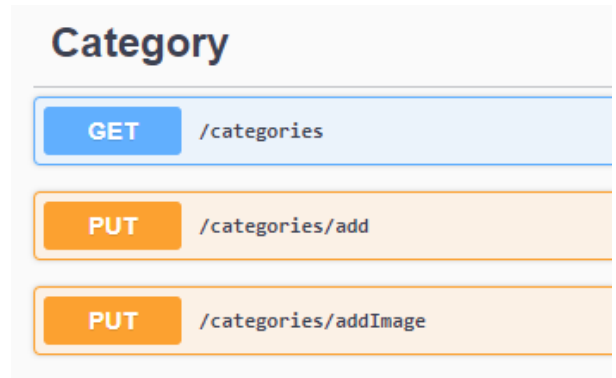 Category
GET /categories
PUT /categories/add
PUT /categories/addImage